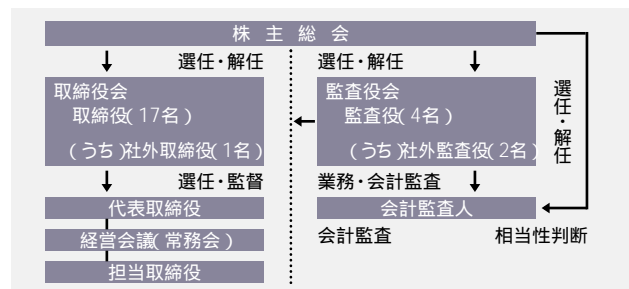 株主総会
選任・解任
選任・解任
選任・解任
取締役会
取締役(17名)
(うち)社外取締役(1名)
監査役会
監査役(4名)
(うち)社外監査役(2名)
選任・監督
業務・会計監査
代表取締役
会計監査人
経営会議(常務会)
会計監査
相当性判断
担当取締役